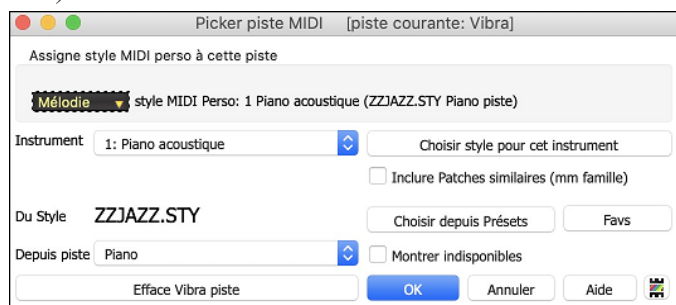 Picker piste MIDI [piste courante: Vibra]
Assigne style MIDI perso à cette piste
Mélodie style MIDI Perso: 1 Piano acoustique (ZZJAZZ.STY Piano piste)
Instrument 1: Piano acoustique Choisir style pour cet instrument
Inclure Patches similaires (mm famille)
Du Style ZZJAZZ.STY Choisir depuis Présets Favs
Depuis piste Piano Montrer indisponibles
Efface Vibra piste OK Annuler Aide